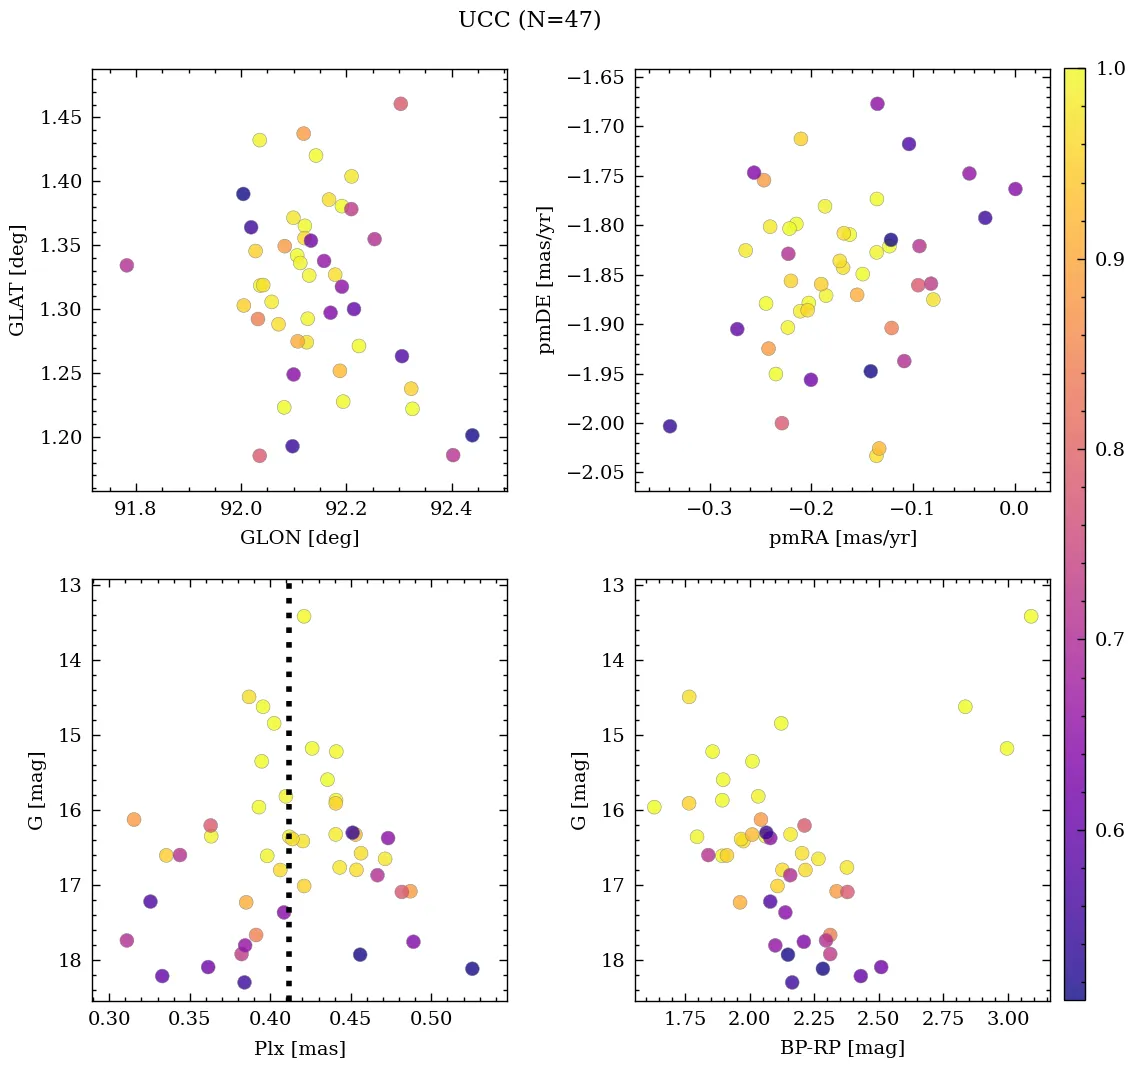 UCC (N=47)
1.45
1.40
1.35
1.30
1.25
1.20
GLAT [deg]
91.8 92.0 92.2 92.4
GLON [deg]
−1.65
−1.70
−1.75
−1.80
−1.85
−1.90
−1.95
−2.00
−2.05
pmDE [mas/yr]
−0.3 −0.2 −0.1 0.0
pmRA [mas/yr]
1.0
0.9
0.8
0.7
0.6
13
14
15
16
17
18
G [mag]
0.30 0.35 0.40 0.45 0.50
Plx [mas]
13
14
15
16
17
18
G [mag]
1.75 2.00 2.25 2.50 2.75 3.00
BP-RP [mag]